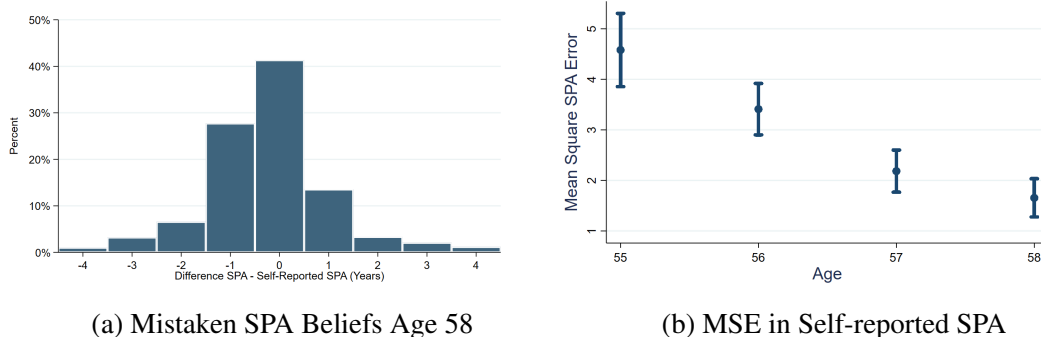 50%
40%
30%
20%
10%
0%
Percent
-4 -3 -2 -1 0 1 2 3 4
Difference SPA - Self-Reported SPA (Years)
(a) Mistaken SPA Beliefs Age 58
Mean Square SPA Error
5
4
3
2
1
55 56 57 58
Age
(b) MSE in Self-reported SPA